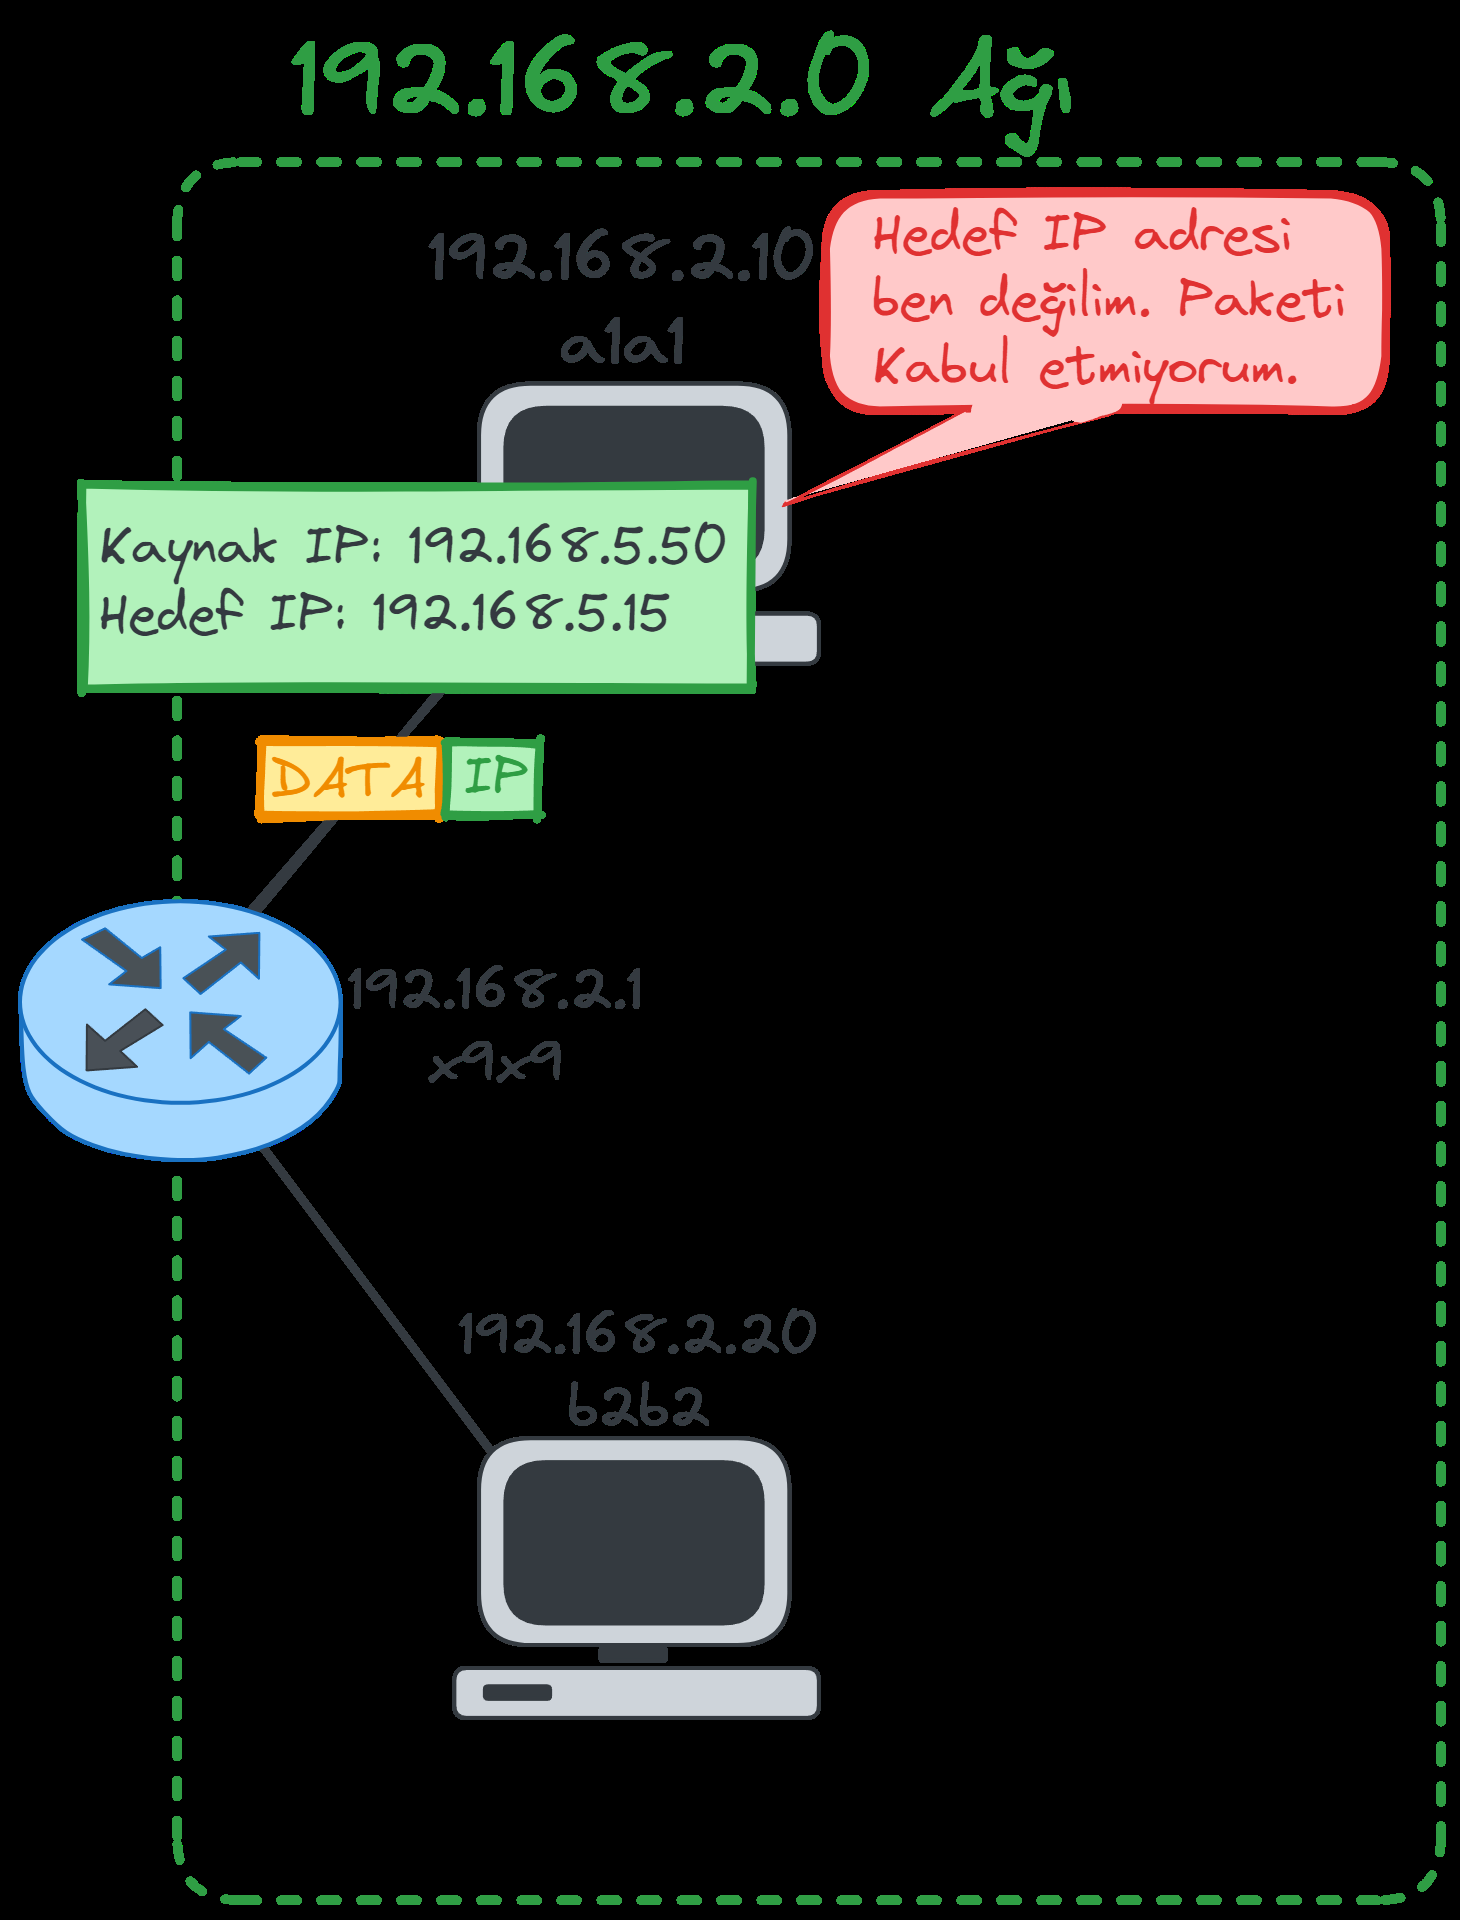 192.168.2.0 Ağı
192.168.2.10
a1a1
Hedef IP adresi
ben değilim. Paketi
Kabul etmiyorum.
Kaynak IP: 192.168.5.50
Hedef IP: 192.168.5.15
DATA IP
192.168.2.1
x9x9
192.168.2.20
b2b2